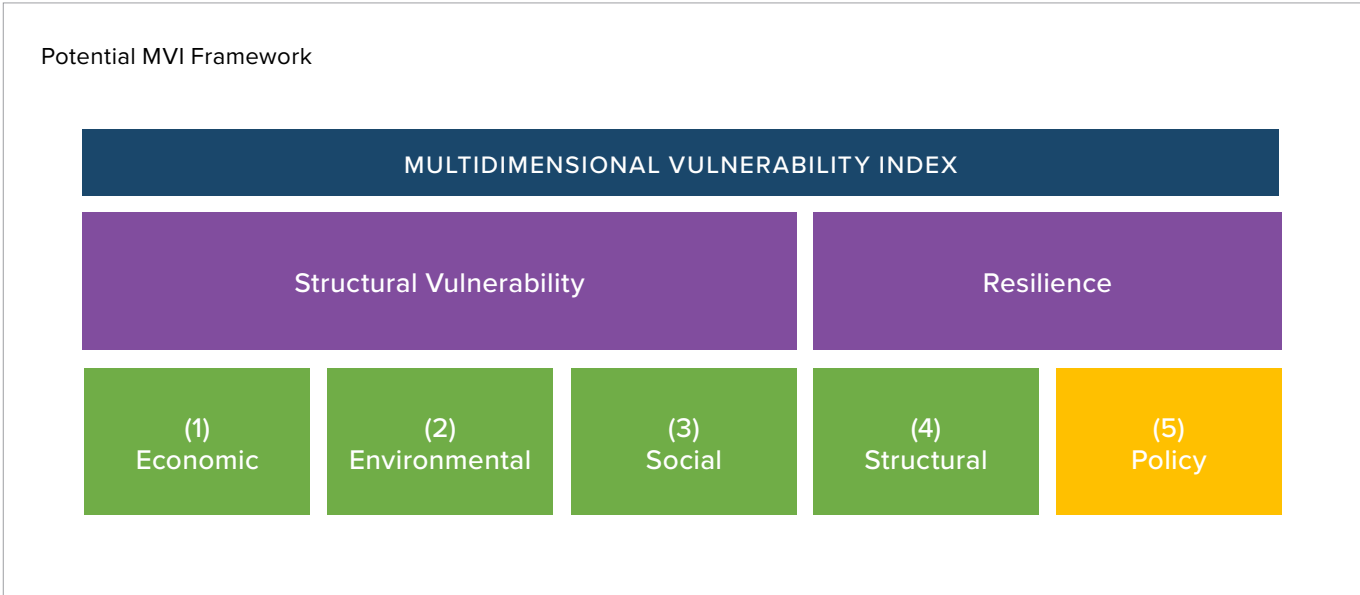 Potential MVI Framework
MULTIDIMENSIONAL VULNERABILITY INDEX
Structural Vulnerability
Resilience
(1)
Economic
(2)
Environmental
(3)
Social
(4)
Structural
(5)
Policy